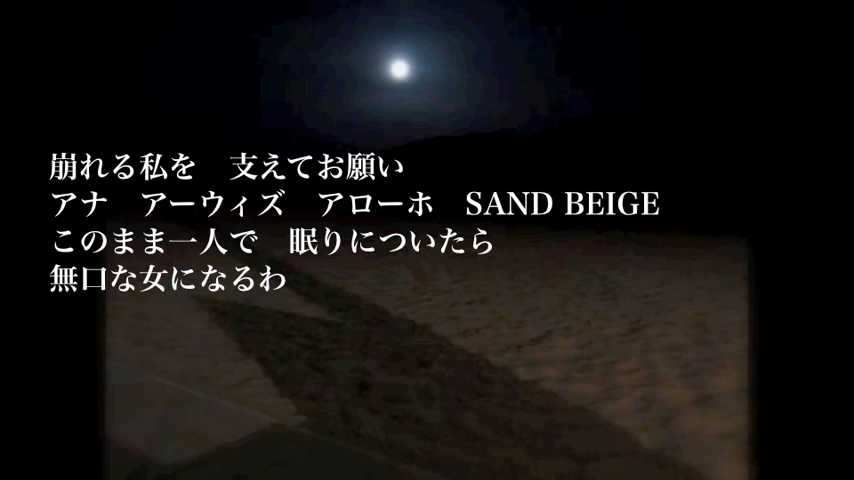 崩れる私を　支えてお願い
アナ　アーウィズ　アローホ　SAND BEIGE
このまま一人で　眠りについたら
無口な女になるわ